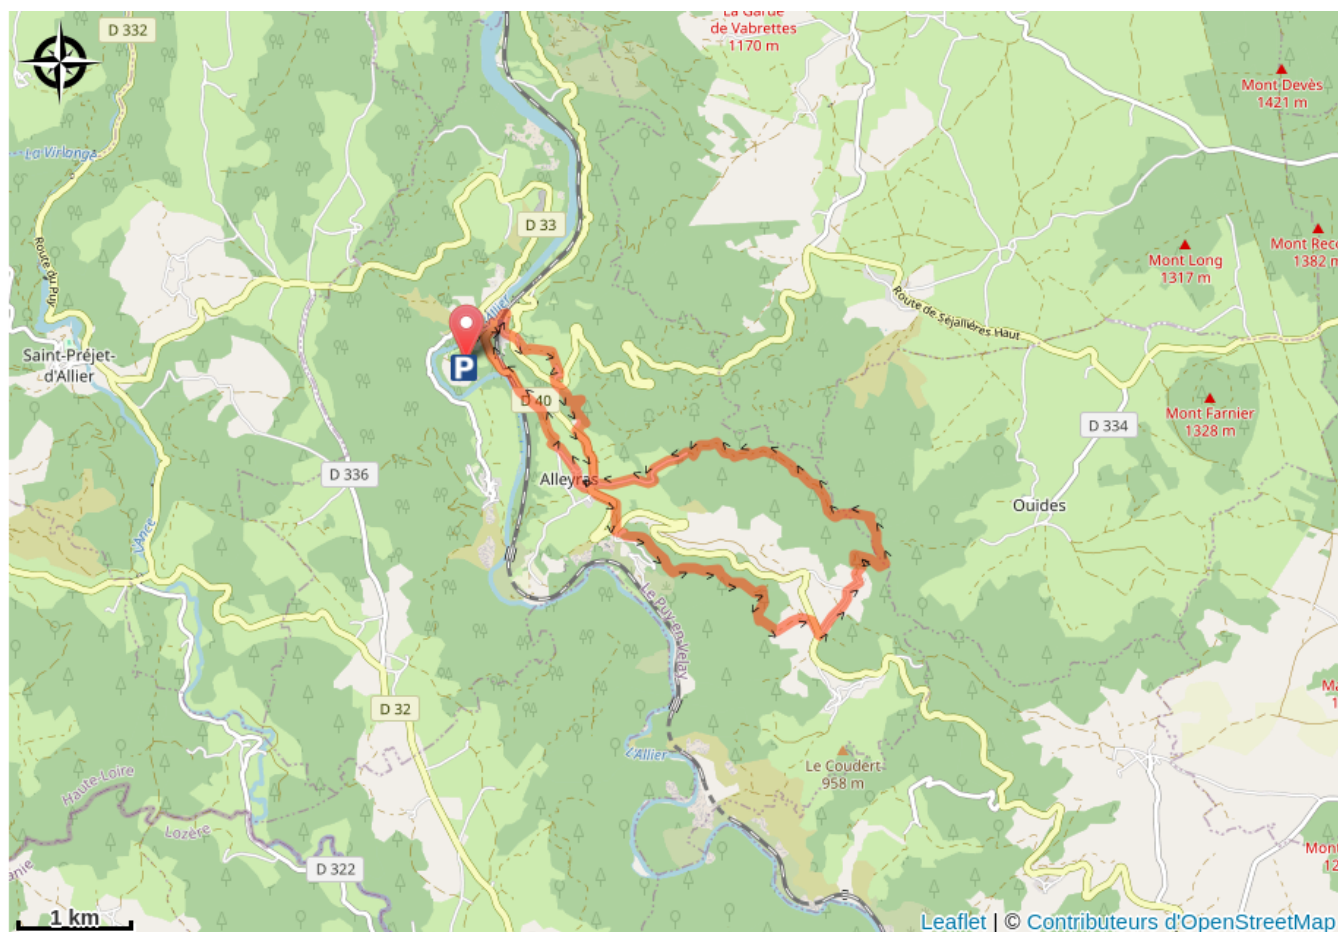 D 332
La Garde
de Vabrettes
1170 m
Mont Devès
1421 m
La Virlange
D 33
Route du Puy
Mont Long
1317 m
1382 m
Allier
Route de Séjallières Haut
Saint-Préjet-
d'Allier
P
D 40
Mont Farnier
1328 m
D 334
D 336
Alleyras
Ouides
L'Ance
Le Puy-en-Velay
D 32
L'Allier
Le Coudert
958 m
Haute-Loire
Lozère
D 322
1 km
Leaflet | © Contributeurs d'OpenStreetMap